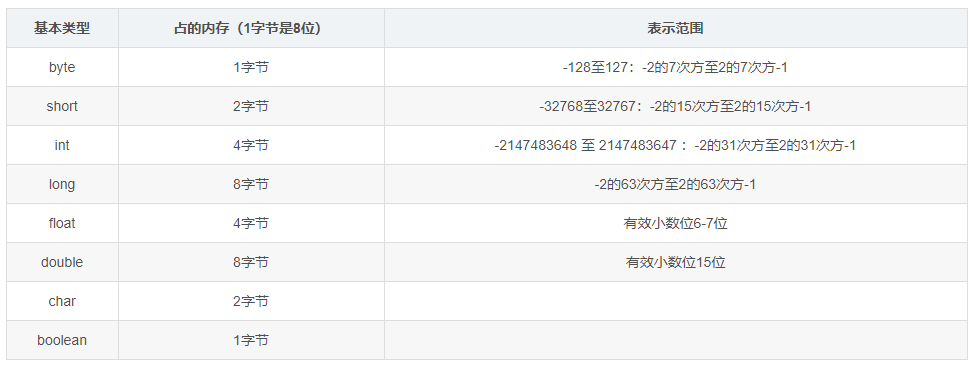 基本类型 占的内存（1字节是8位） 表示范围
byte 1字节 -128至127：-2的7次方至2的7次方-1
short 2字节 -32768至32767：-2的15次方至2的15次方-1
int 4字节 -2147483648 至 2147483647 ：-2的31次方至2的31次方-1
long 8字节 -2的63次方至2的63次方-1
float 4字节 有效小数位6-7位
double 8字节 有效小数位15位
char 2字节
boolean 1字节